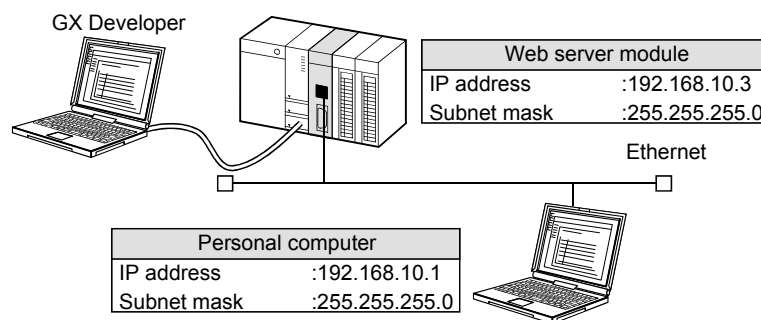 GX Developer
Web server module
IP address :192.168.10.3
Subnet mask :255.255.255.0
Ethernet
Personal computer
IP address :192.168.10.1
Subnet mask :255.255.255.0